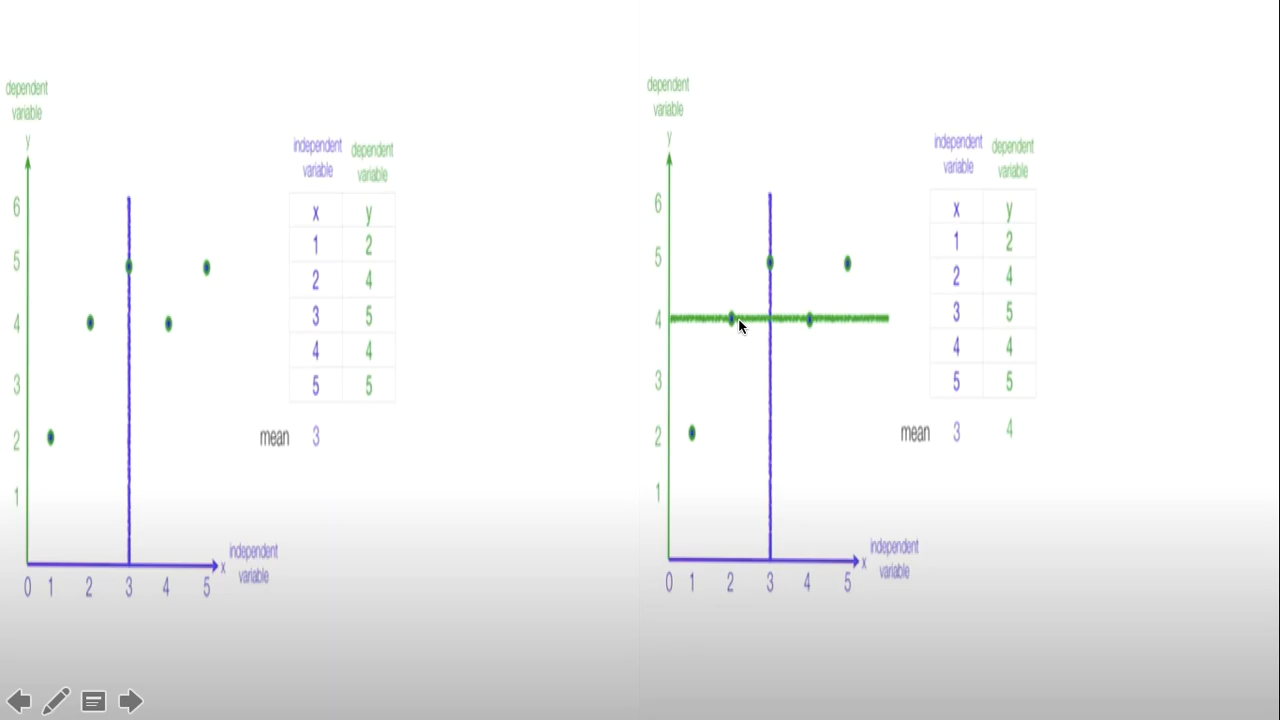 dependent
variable
y
6
5
4
3
2
1
0 1 2 3 4 5
x
independent
variable
independent
variable
dependent
variable
x y
1 2
2 4
3 5
4 4
5 5
mean 3
dependent
variable
y
6
5
4
3
2
1
0 1 2 3 4 5
x
independent
variable
independent
variable
dependent
variable
x y
1 2
2 4
3 5
4 4
5 5
mean 3 4